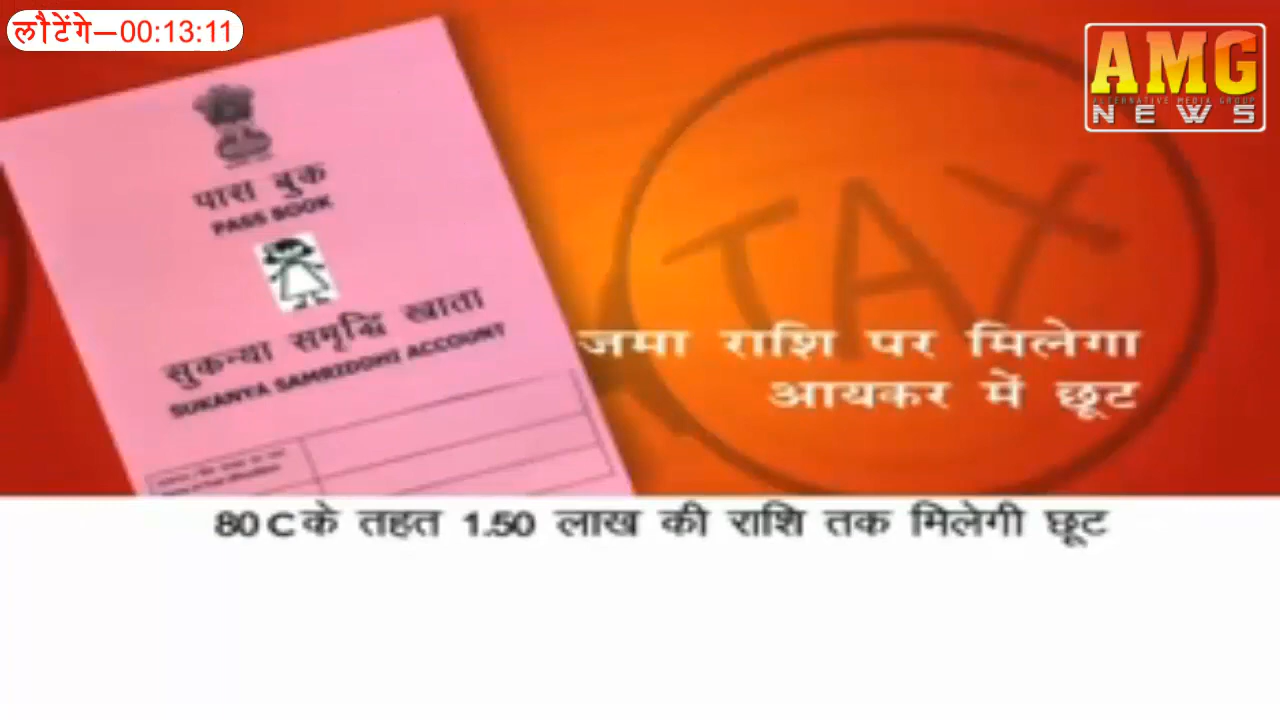 लौटेंगे—00:13:11
AMG
ALTERNATIVE MEDIA GROUP
NEWS
पास बुक
PASS BOOK
सुकन्या समृद्धि खाता
SUKANYA SAMRIDDHI ACCOUNT
जमा राशि पर मिलेगा
आयकर में छूट
TAX
80 C के तहत 1.50 लाख की राशि तक मिलेगी छूट